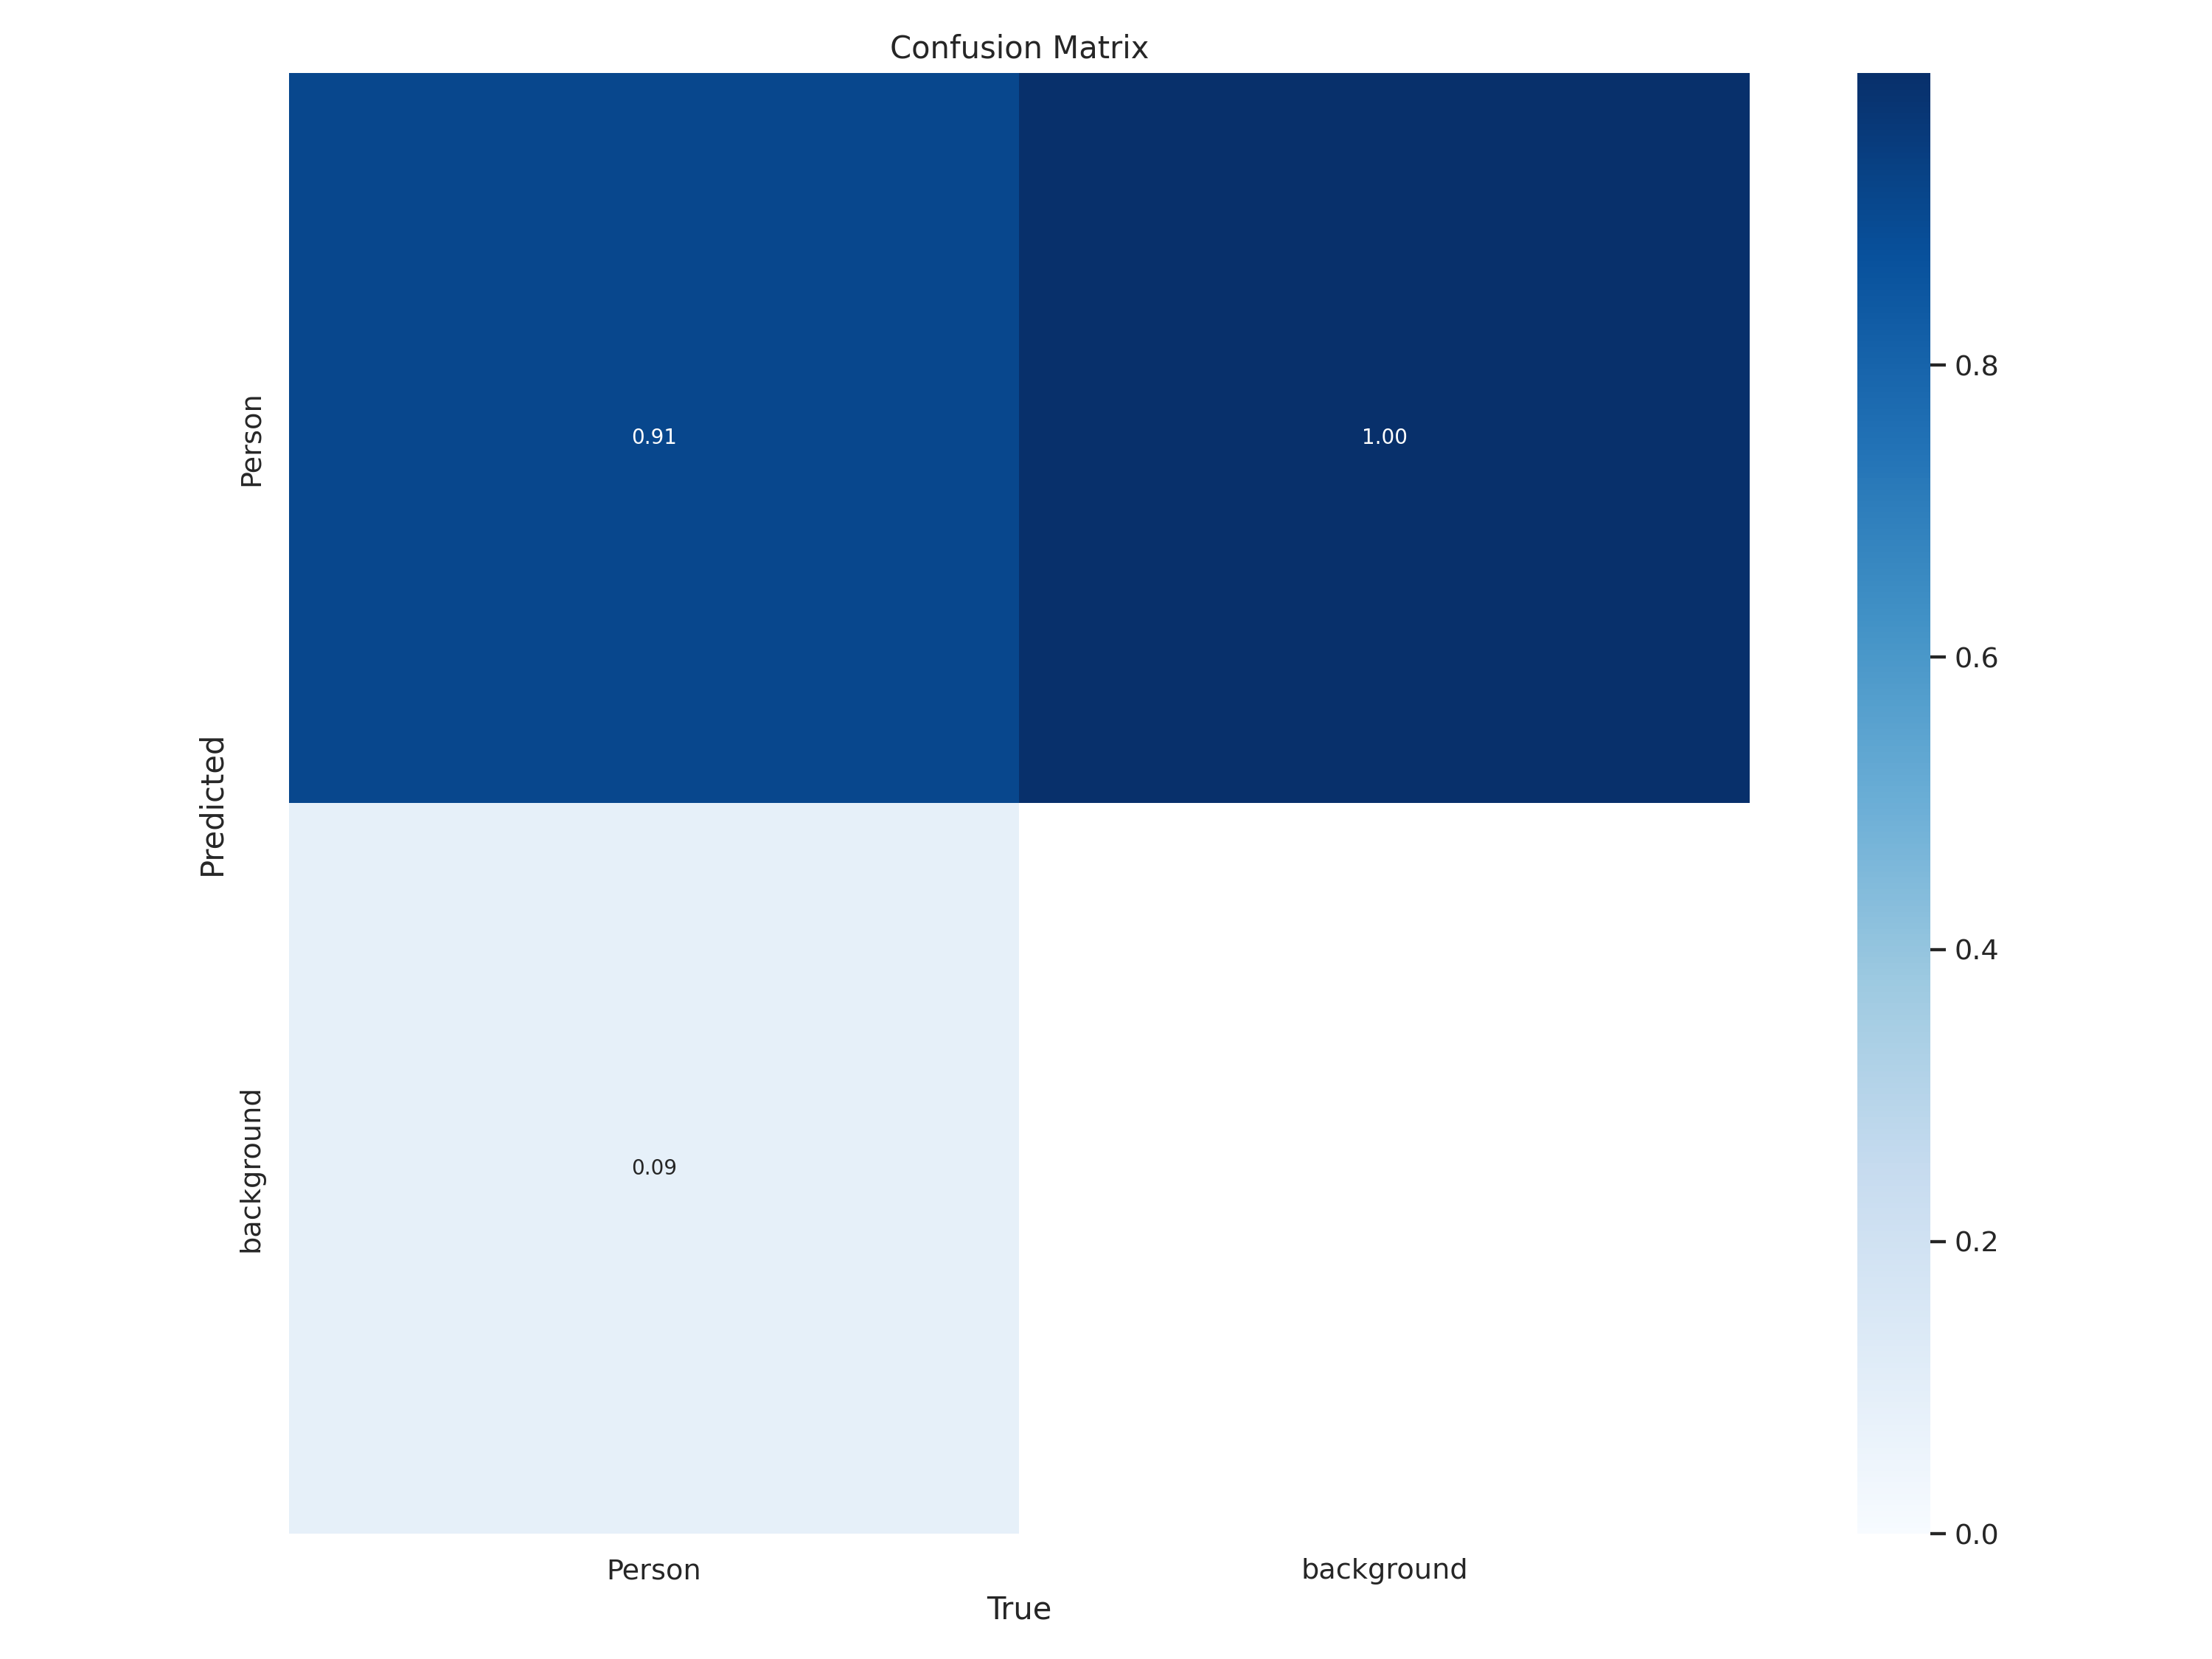 Confusion Matrix
Predicted
Person
0.91
1.00
background
0.09
Person
background
True
0.8
0.6
0.4
0.2
0.0